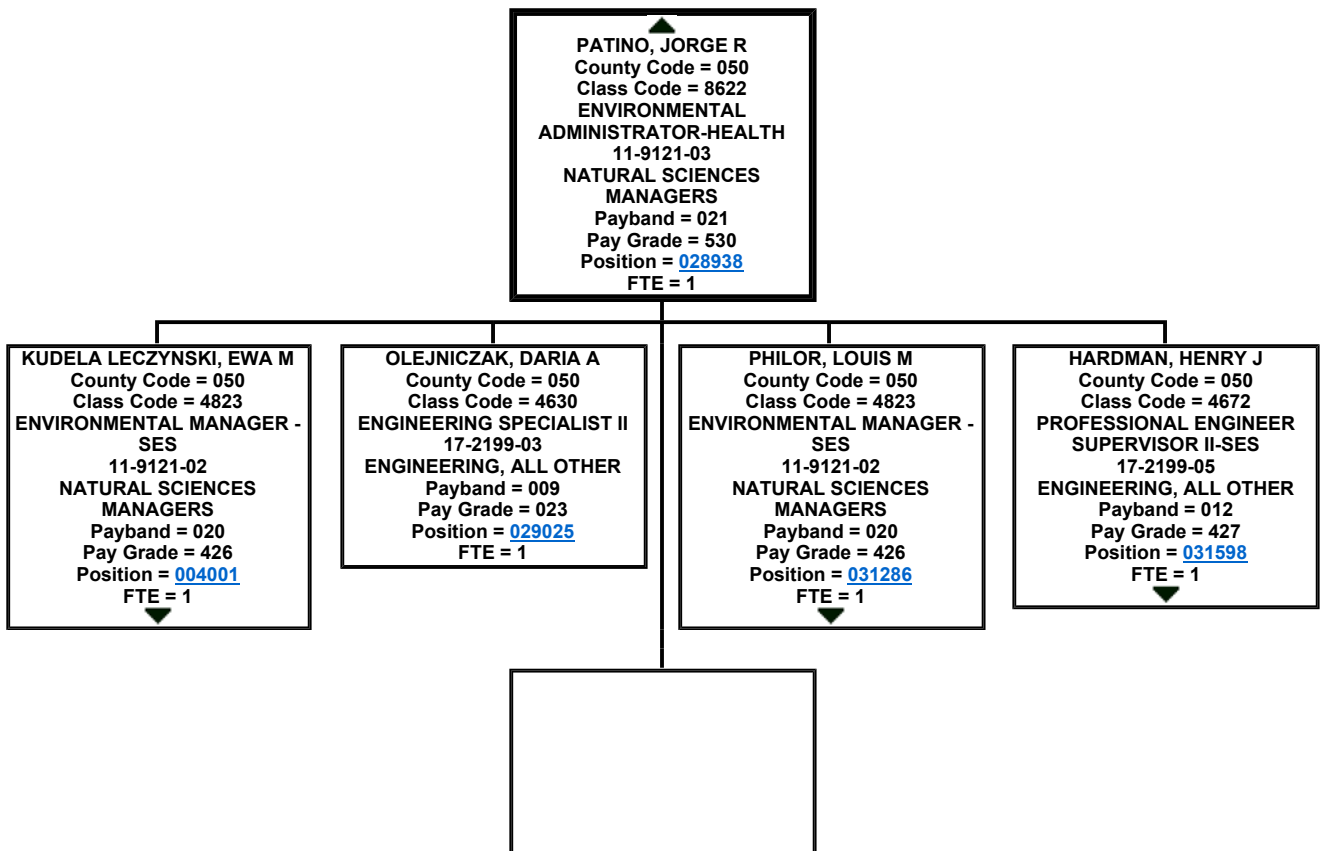 PATINO, JORGE R
County Code = 050
Class Code = 8622
ENVIRONMENTAL
ADMINISTRATOR-HEALTH
11-9121-03
NATURAL SCIENCES
MANAGERS
Payband = 021
Pay Grade = 530
Position = 028938
FTE = 1
KUDELA LECZYNSKI, EWA M
County Code = 050
Class Code = 4823
ENVIRONMENTAL MANAGER -
SES
11-9121-02
NATURAL SCIENCES
MANAGERS
Payband = 020
Pay Grade = 426
Position = 004001
FTE = 1
OLEJNICZAK, DARIA A
County Code = 050
Class Code = 4630
ENGINEERING SPECIALIST II
17-2199-03
ENGINEERING, ALL OTHER
Payband = 009
Pay Grade = 023
Position = 029025
FTE = 1
PHILOR, LOUIS M
County Code = 050
Class Code = 4823
ENVIRONMENTAL MANAGER -
SES
11-9121-02
NATURAL SCIENCES
MANAGERS
Payband = 020
Pay Grade = 426
Position = 031286
FTE = 1
HARDMAN, HENRY J
County Code = 050
Class Code = 4672
PROFESSIONAL ENGINEER
SUPERVISOR II-SES
17-2199-05
ENGINEERING, ALL OTHER
Payband = 012
Pay Grade = 427
Position = 031598
FTE = 1